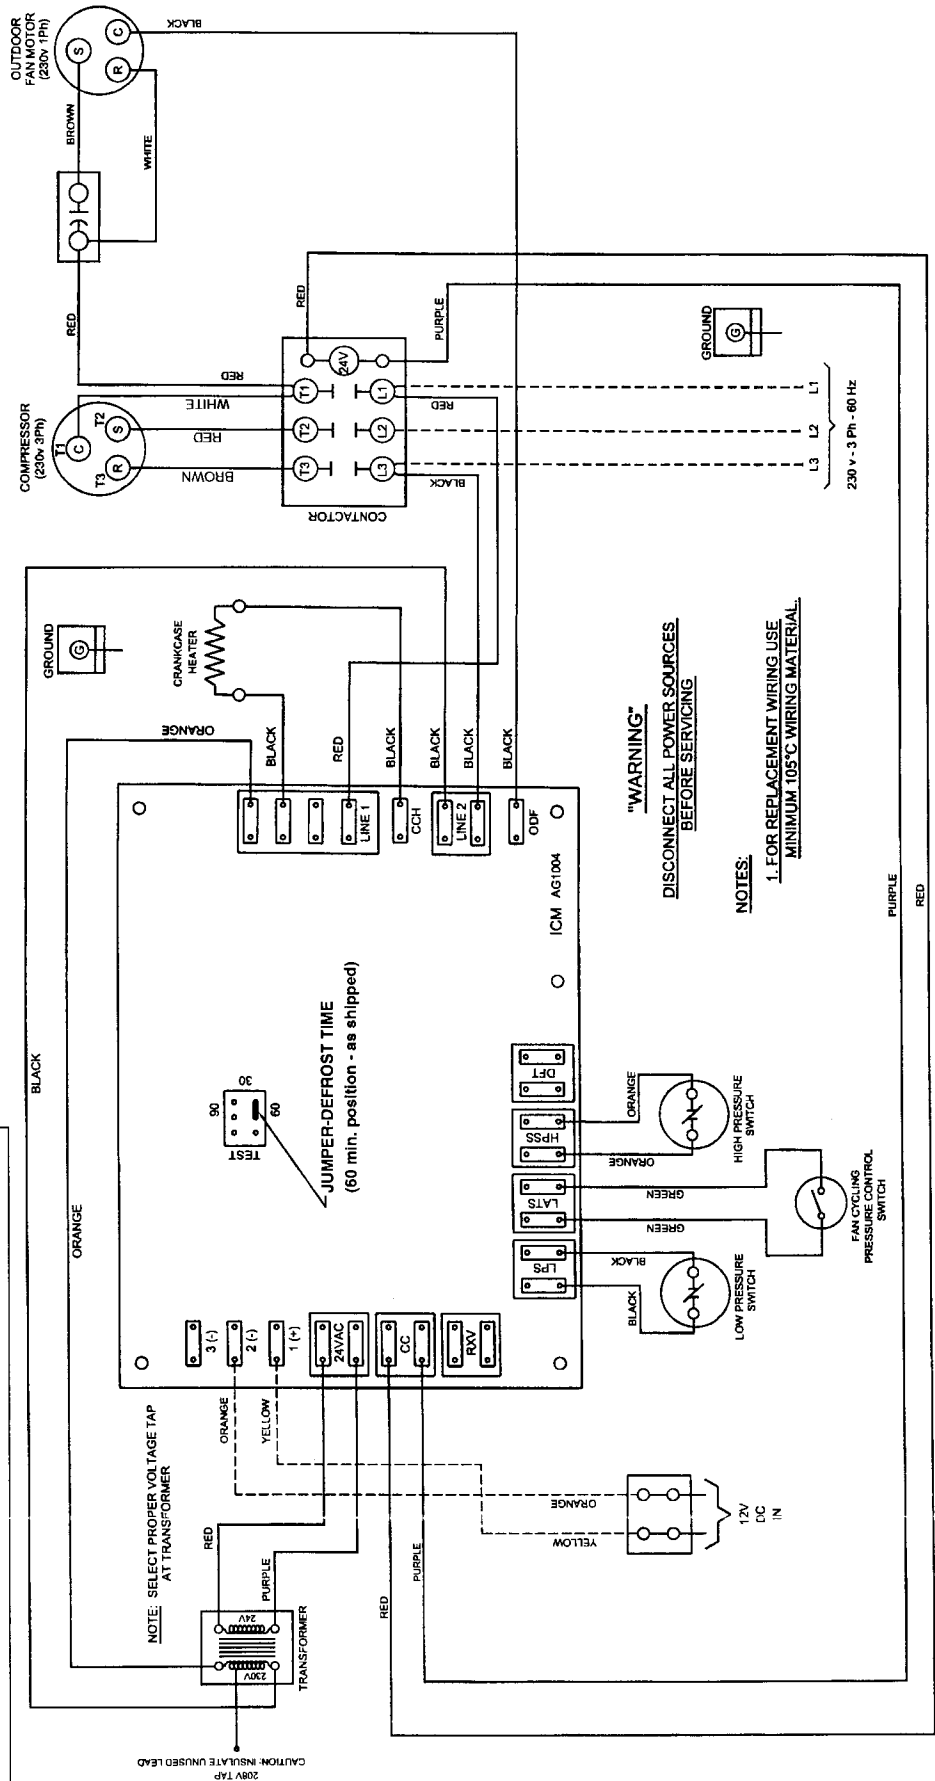 OUTDOOR
FAN MOTOR
(230v 1Ph)
S
C
R
BLACK
BROWN
WHITE
RED
COMPRESSOR
(230v 3Ph)
T1
C
T2
S
T3
R
RED
WHITE
RED
BROWN
CONTACTOR
T1
T2
T3
24V
L1
L2
L3
RED
PURPLE
RED
BLACK
GROUND
G
L1
L2
L3
230 v - 3 Ph - 60 Hz
GROUND
G
CRANKCASE
HEATER
ORANGE
BLACK
RED
BLACK
BLACK
BLACK
LINE 1
CCH
LINE 2
ODF
ICM AG1004
"WARNING"
DISCONNECT ALL POWER SOURCES
BEFORE SERVICING
NOTES:
1. FOR REPLACEMENT WIRING USE
MINIMUM 105°C WIRING MATERIAL.
PURPLE
RED
BLACK
ORANGE
TEST
90
30
60
JUMPER-DEFROST TIME
(60 min. position - as shipped)
DFT
HPSS
LATS
LPS
ORANGE
ORANGE
HIGH PRESSURE
SWITCH
GREEN
GREEN
FAN CYCLING
PRESSURE CONTROL
SWITCH
BLACK
BLACK
LOW PRESSURE
SWITCH
3 (-)
2 (-)
1 (+)
24VAC
CC
RXV
NOTE: SELECT PROPER VOLTAGE TAP
AT TRANSFORMER
ORANGE
YELLOW
RED
PURPLE
RED
PURPLE
ORANGE
YELLOW
12V
DC
IN
24V
230V
TRANSFORMER
208V TAP
CAUTION: INSULATE UNUSED LEAD